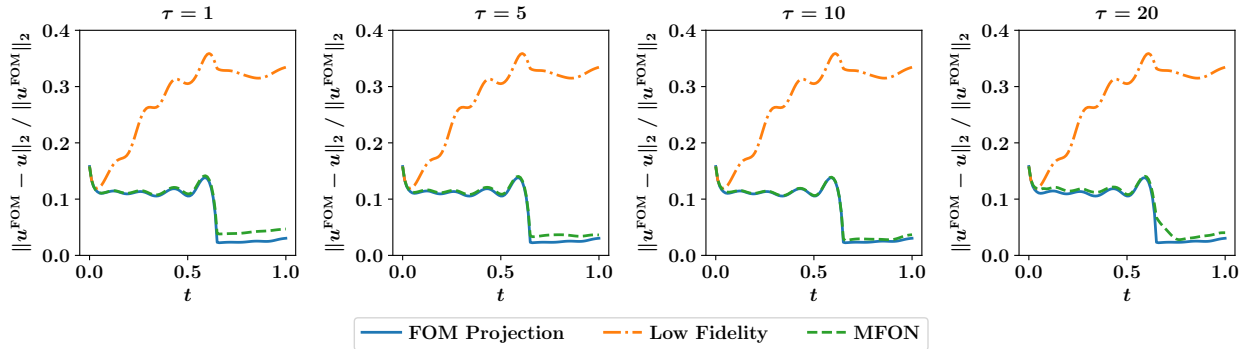 τ = 1
τ = 5
τ = 10
τ = 20
‖u^FOM − u‖₂ / ‖u^FOM‖₂
0.4
0.3
0.2
0.1
0.0
0.0 0.5 1.0
t
‖u^FOM − u‖₂ / ‖u^FOM‖₂
0.4
0.3
0.2
0.1
0.0
0.0 0.5 1.0
t
‖u^FOM − u‖₂ / ‖u^FOM‖₂
0.4
0.3
0.2
0.1
0.0
0.0 0.5 1.0
t
‖u^FOM − u‖₂ / ‖u^FOM‖₂
0.4
0.3
0.2
0.1
0.0
0.0 0.5 1.0
t
FOM Projection Low Fidelity MFON